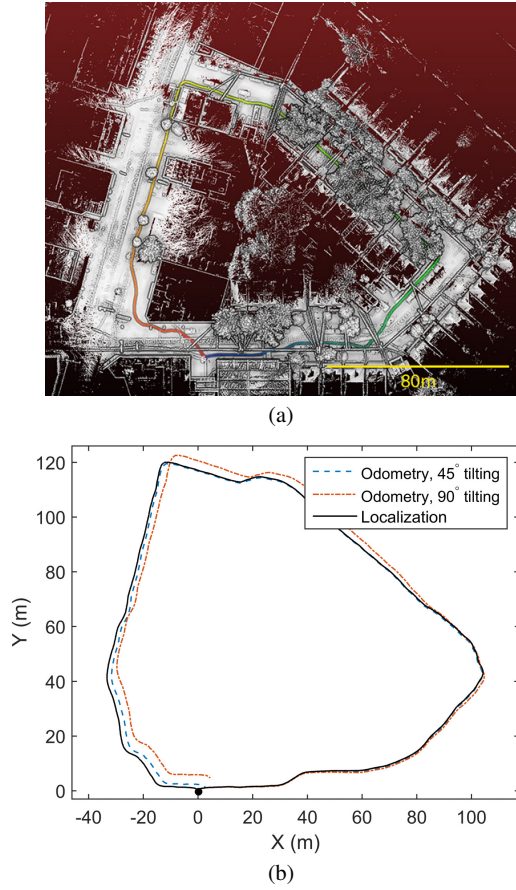 80m
(a)
Odometry, 45° tilting
Odometry, 90° tilting
Localization
120
100
80
60
40
20
0
Y (m)
-40 -20 0 20 40 60 80 100
X (m)
(b)